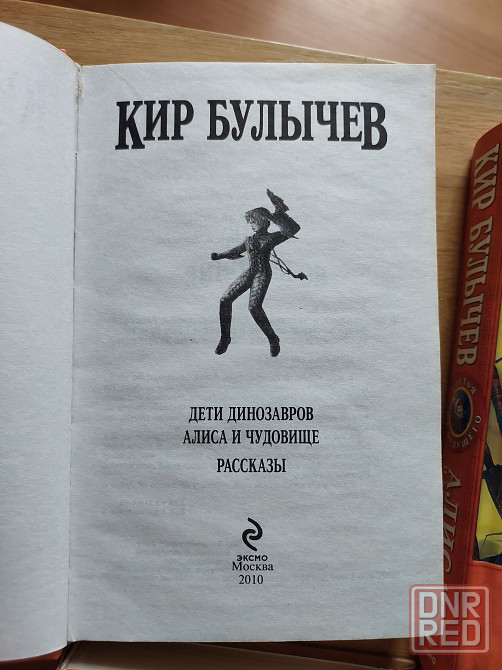 КИР БУЛЫЧЕВ
ДЕТИ ДИНОЗАВРОВ
АЛИСА И ЧУДОВИЩЕ
РАССКАЗЫ
ЭКСМО
Москва
2010
КИР БУЛЫЧЕВ
DNR
RED